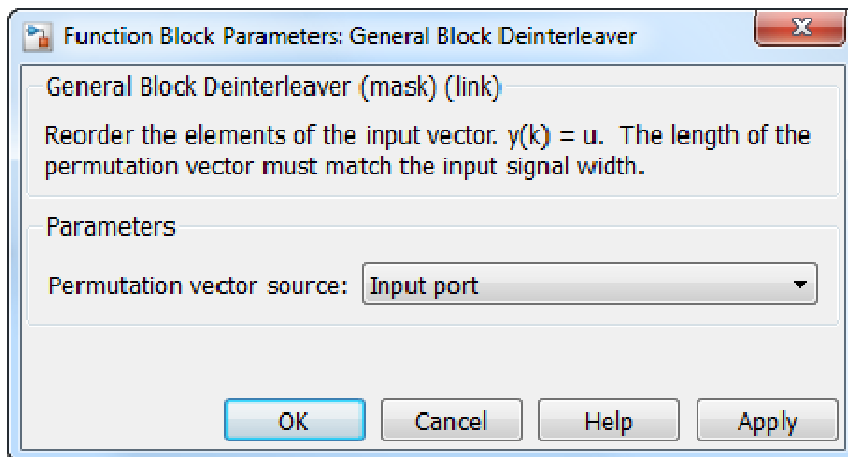 Function Block Parameters: General Block Deinterleaver
General Block Deinterleaver (mask) (link)
Reorder the elements of the input vector. y(k) = u.  The length of the
permutation vector must match the input signal width.
Parameters
Permutation vector source: Input port
OK Cancel Help Apply